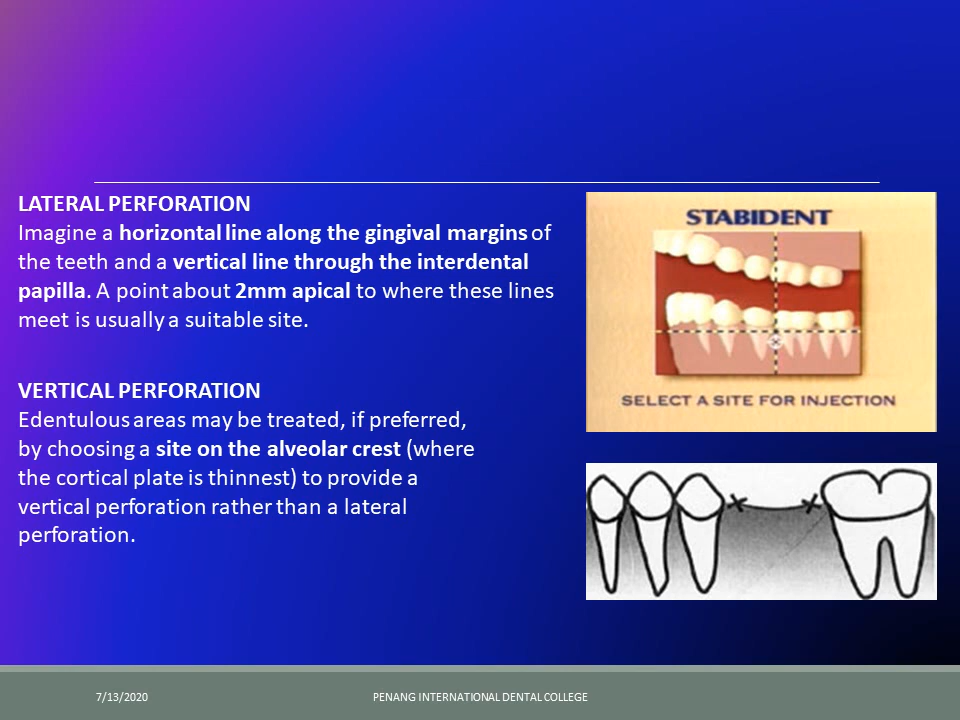 LATERAL PERFORATION
Imagine a horizontal line along the gingival margins of
the teeth and a vertical line through the interdental
papilla. A point about 2mm apical to where these lines
meet is usually a suitable site.
VERTICAL PERFORATION
Edentulous areas may be treated, if preferred,
by choosing a site on the alveolar crest (where
the cortical plate is thinnest) to provide a
vertical perforation rather than a lateral
perforation.
STABIDENT
SELECT A SITE FOR INJECTION
7/13/2020
PENANG INTERNATIONAL DENTAL COLLEGE